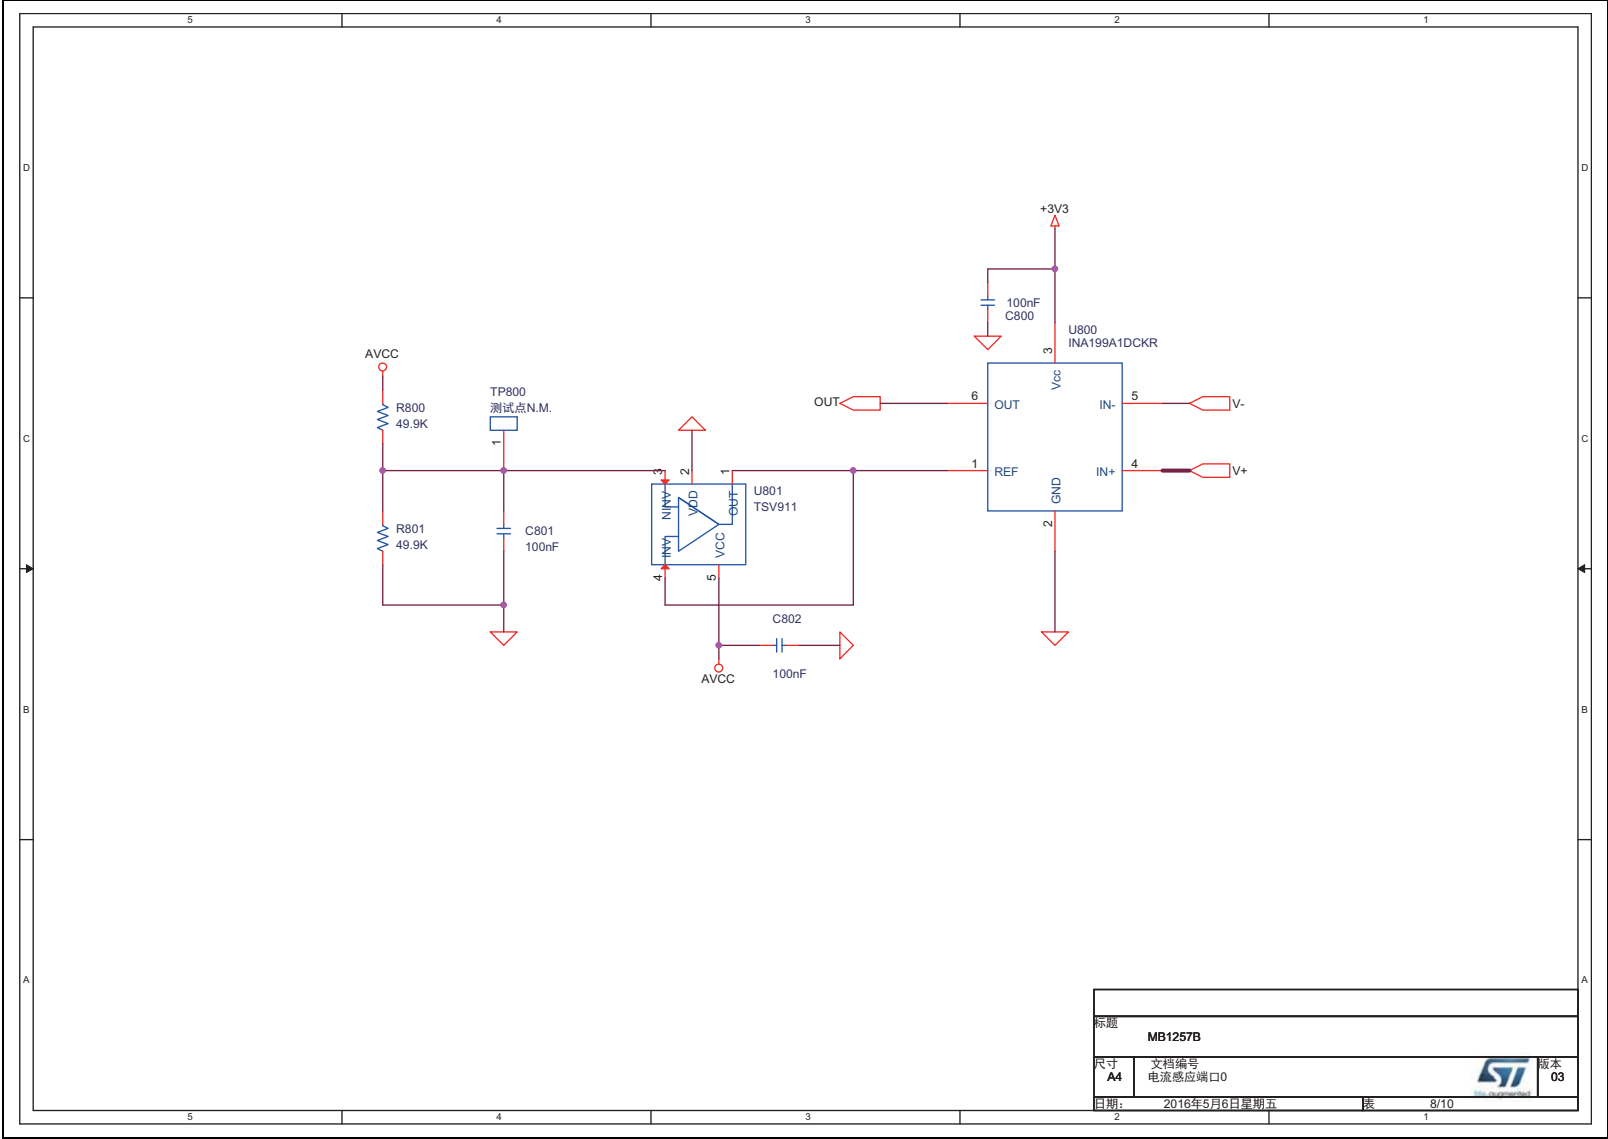 5 4 3 2 1
D D
C C
B B
A A
+3V3
100nF
C800
U800
INA199A1DCKR
3
Vcc
OUT
6
OUT
IN-
5
V-
1
REF
IN+
4
V+
GND
2
AVCC
R800
49.9K
TP800
测试点N.M.
1
3
2
1
NINV
VDD
OUT
U801
TSV911
INV
VCC
4
5
R801
49.9K
C801
100nF
C802
100nF
AVCC
标题
MB1257B
尺寸
A4
文档编号
电流感应端口0
版本
03
日期:
2016年5月6日星期五
表
8/10
5 4 3 2 1